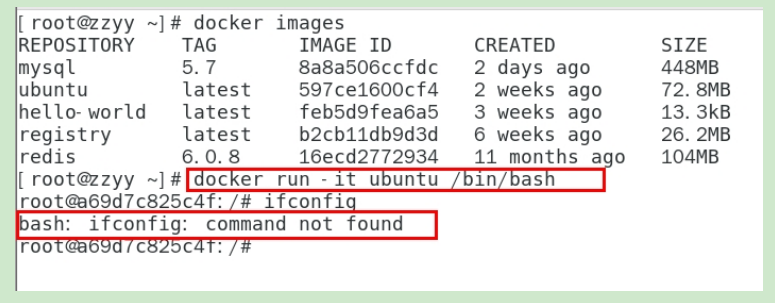 [root@zzyy ~]# docker images
REPOSITORY TAG IMAGE ID CREATED SIZE
mysql 5.7 8a8a506ccfdc 2 days ago 448MB
ubuntu latest 597ce1600cf4 2 weeks ago 72.8MB
hello-world latest feb5d9fea6a5 3 weeks ago 13.3kB
registry latest b2cb11db9d3d 6 weeks ago 26.2MB
redis 6.0.8 16ecd2772934 11 months ago 104MB
[root@zzyy ~]# docker run -it ubuntu /bin/bash
root@a69d7c825c4f:/# ifconfig
bash: ifconfig: command not found
root@a69d7c825c4f:/#